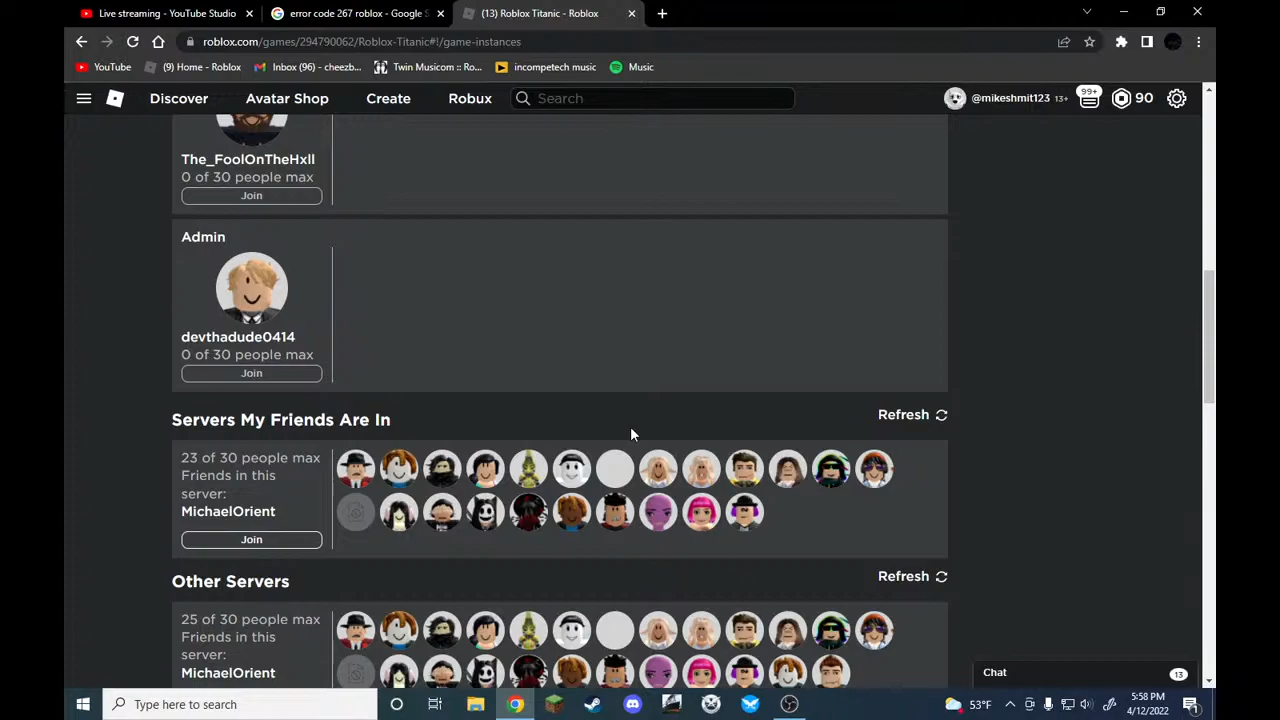 Live streaming - YouTube Studio
error code 267 roblox - Google S
(13) Roblox Titanic - Roblox
roblox.com/games/294790062/Roblox-Titanic#!/game-instances
YouTube
(9) Home - Roblox
Inbox (96) - cheezb...
Twin Musicom :: Ro...
incompetech music
Music
Discover
Avatar Shop
Create
Robux
Search
@mikeshmit123 13+
99+
90
The_FoolOnTheHxll
0 of 30 people max
Join
Admin
devthadude0414
0 of 30 people max
Join
Servers My Friends Are In
Refresh
23 of 30 people max
Friends in this
server:
MichaelOrient
Join
Other Servers
Refresh
25 of 30 people max
Friends in this
server:
MichaelOrient
Chat
13
Type here to search
53°F
5:58 PM
4/12/2022
1